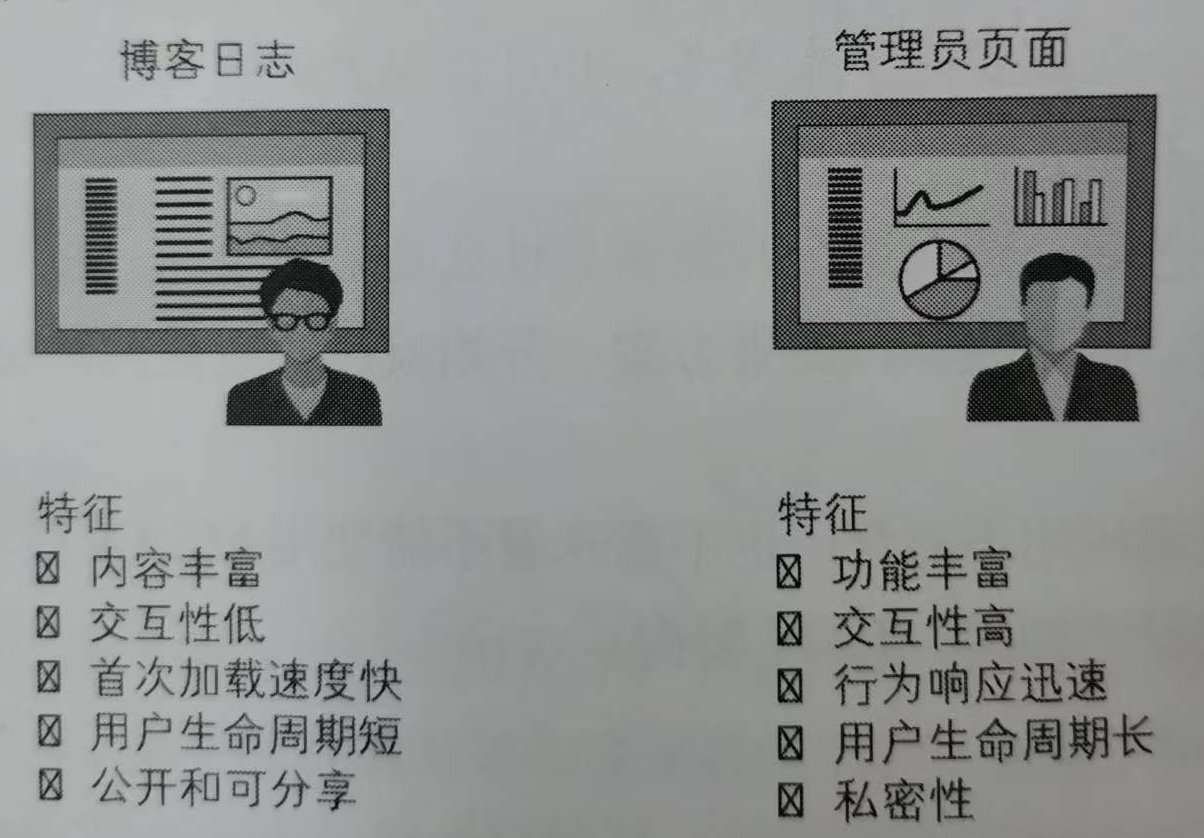 博客日志
管理员页面
特征
☒ 内容丰富
☒ 交互性低
☒ 首次加载速度快
☒ 用户生命周期短
☒ 公开和可分享
特征
☒ 功能丰富
☒ 交互性高
☒ 行为响应迅速
☒ 用户生命周期长
☒ 私密性